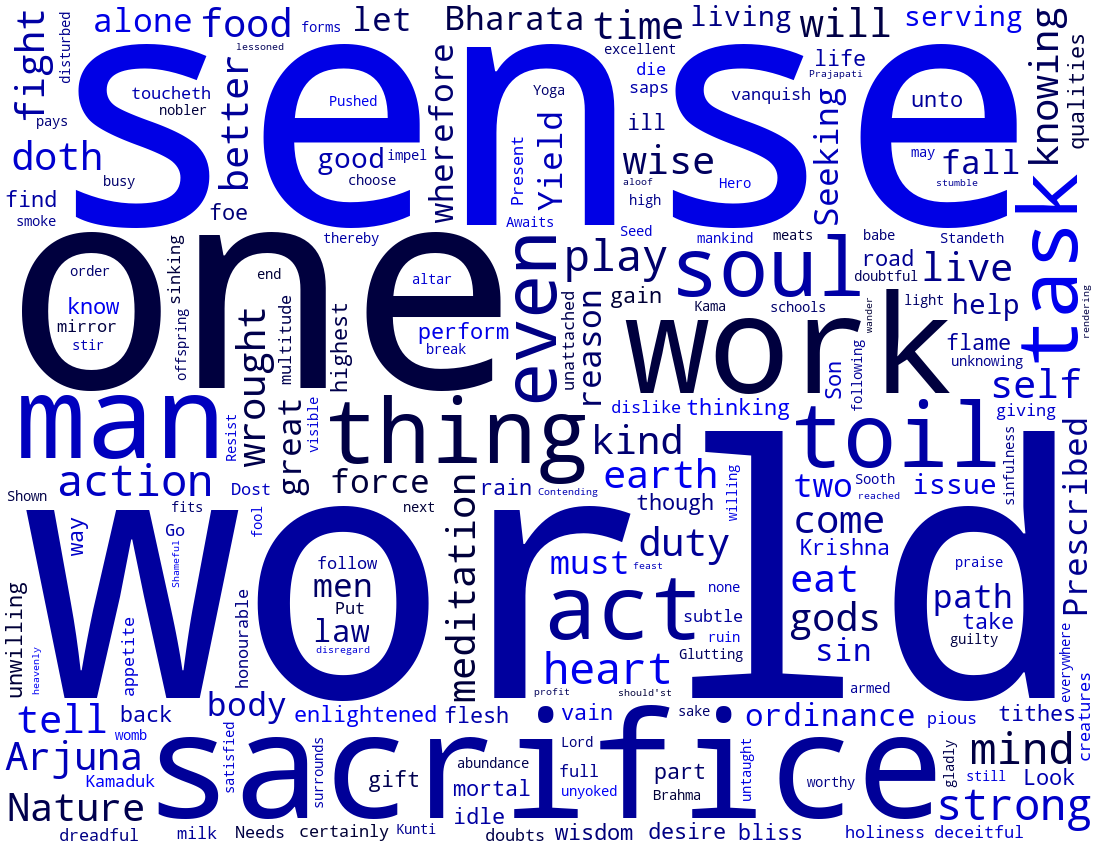 fight
disturbed
alone
food
lessoned
forms
let
Bharata
time
excellent
living
will
serving
knowing
qualities
sense
toucheth
nobler
better
Pushed
wherefore
Yoga
die
saps
life
Prajapati
vanquish
unto
pays
doth
busy
good
impel
choose
Present
Yield
ill
wise
aloof
Hero
Seeking
may
fall
stumble
find
smoke
foe
Awaits
high
task
one
order
know
mirror
stir
sinking
offspring
thereby
end
altar
perform
break
even
Seed
play
mankind
meats
babe
Standeth
soul
road
doubtful
live
wrought
multitude
highest
unattached
reason
gain
Kama
schools
work
wander
light
help
rendering
flame
unknowing
following
Son
self
man
Resist
great
visible
thing
dislike
thinking
kind
toil
giving
sinfulness
Prescribed
action
Dost
force
rain
Contending
earth
though
willing
two
Sooth
reached
issue
Shown
fits
fool
next
meditation
way
Go
Shameful
world
follow
men
Put
law
disregard
must
feast
duty
come
Krishna
praise
act
none
eat
path
take
guilty
subtle
ruin
gods
unwilling
heavenly
appetite
honourable
heart
Glutting
sin
everywhere
profit
should'st
armed
creatures
tell
back
womb
body
enlightened
flesh
vain
sake
ordinance
pious
tithes
Arjuna
Kamaduk
satisfied
surrounds
sacrifice
Lord
abundance
full
unyoked
part
Brahma
untaught
worthy
gladly
still
mind
Look
gift
mortal
Nature
idle
strong
dreadful
milk
Needs
certainly
Kunti
doubts
wisdom
desire
bliss
holiness
deceitful